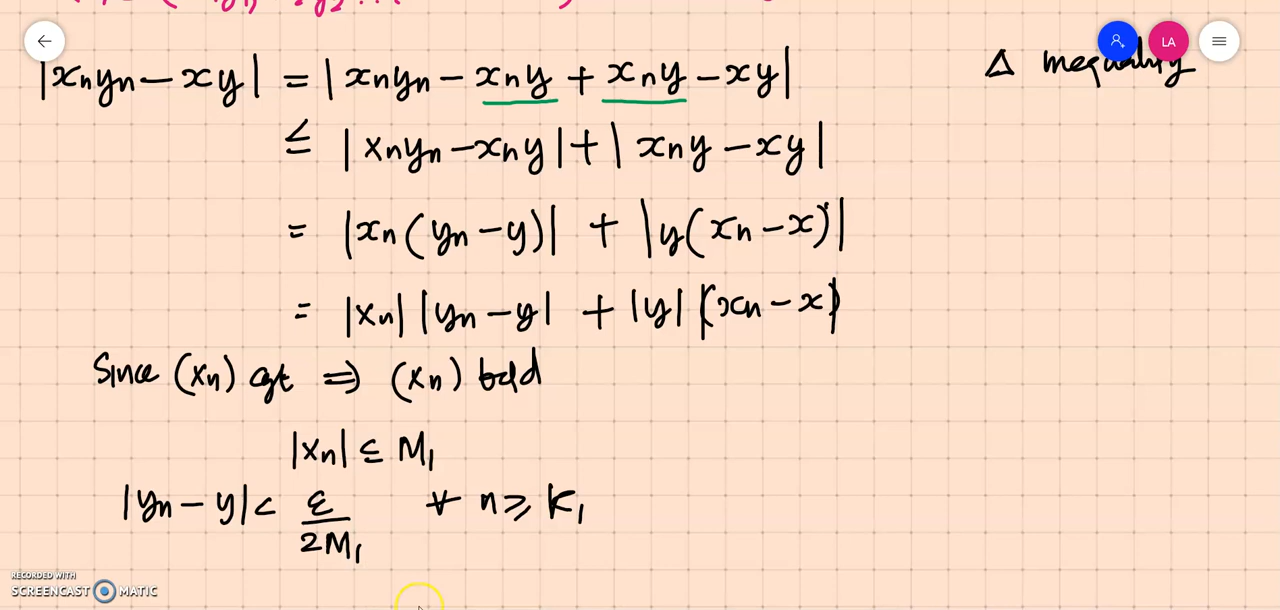 |xnyn − xy| = |xnyn − xny + xny − xy|
Δ inequality
≤ |xnyn − xny| + |xny − xy|
= |xn(yn − y)| + |y(xn − x)|
= |xn| |yn − y| + |y| |xn − x|
Since (xn) cgt ⇒ (xn) bdd
|xn| ≤ M1
|yn − y| < ε/2M1 ∀ n ≥ K1
LA
RECORDED WITH
SCREENCAST MATIC